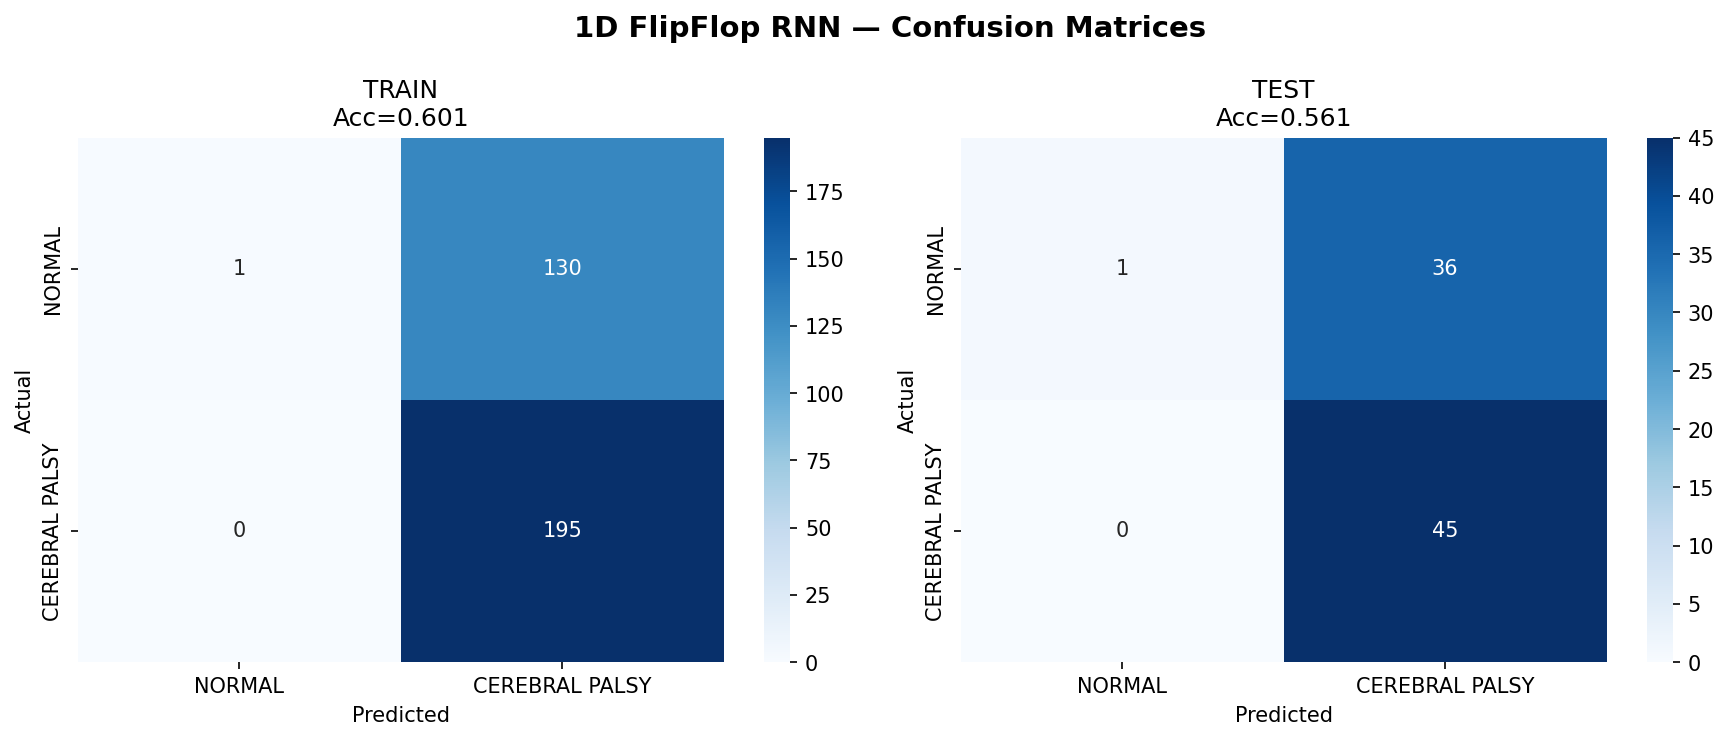 1D FlipFlop RNN — Confusion Matrices
TRAIN
Acc=0.601
NORMAL
CEREBRAL PALSY
Actual
1
130
0
195
NORMAL
CEREBRAL PALSY
Predicted
175
150
125
100
75
50
25
0
TEST
Acc=0.561
NORMAL
CEREBRAL PALSY
Actual
1
36
0
45
NORMAL
CEREBRAL PALSY
Predicted
45
40
35
30
25
20
15
10
5
0